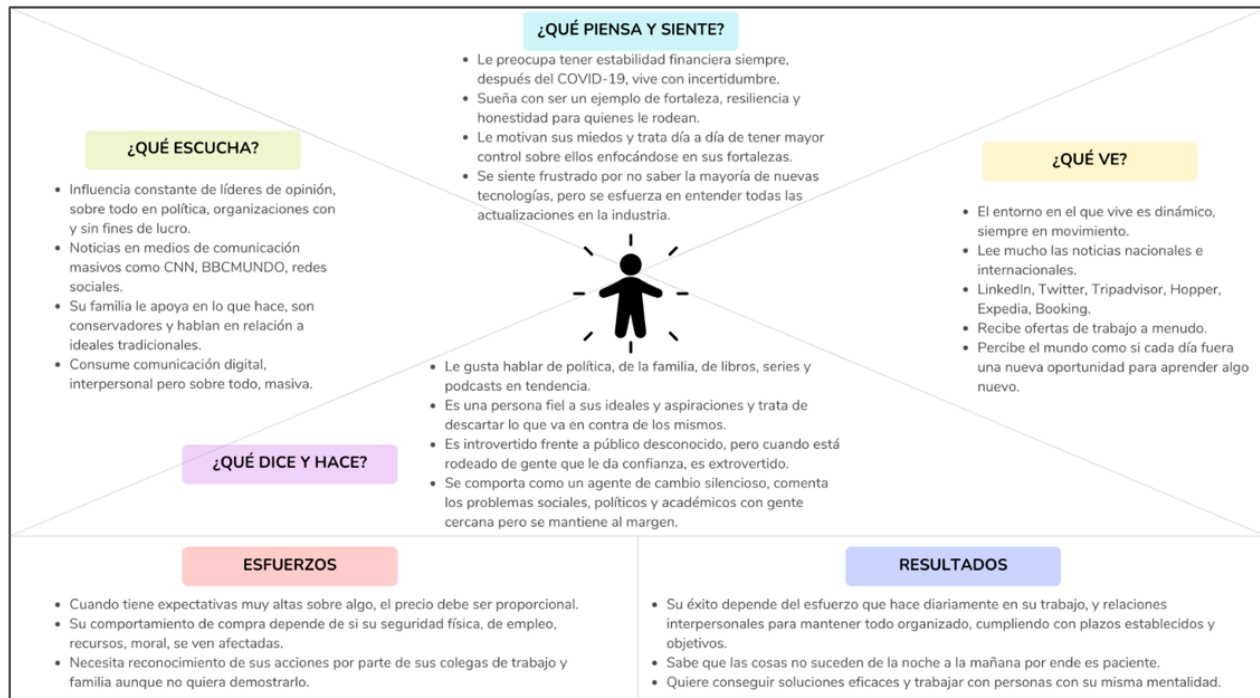 ¿QUÉ PIENSA Y SIENTE?
• Le preocupa tener estabilidad financiera siempre,
después del COVID-19, vive con incertidumbre.
• Sueña con ser un ejemplo de fortaleza, resiliencia y
honestidad para quienes le rodean.
• Le motivan sus miedos y trata día a día de tener mayor
control sobre ellos enfocándose en sus fortalezas.
• Se siente frustrado por no saber la mayoría de nuevas
tecnologías, pero se esfuerza en entender todas las
actualizaciones en la industria.
¿QUÉ ESCUCHA?
• Influencia constante de líderes de opinión,
sobre todo en política, organizaciones con
y sin fines de lucro.
• Noticias en medios de comunicación
masivos como CNN, BBCMUNDO, redes
sociales.
• Su familia le apoya en lo que hace, son
conservadores y hablan en relación a
ideales tradicionales.
• Consume comunicación digital,
interpersonal pero sobre todo, masiva.
¿QUÉ VE?
• El entorno en el que vive es dinámico,
siempre en movimiento.
• Lee mucho las noticias nacionales e
internacionales.
• LinkedIn, Twitter, Tripadvisor, Hopper,
Expedia, Booking.
• Recibe ofertas de trabajo a menudo.
• Percibe el mundo como si cada día fuera
una nueva oportunidad para aprender algo
nuevo.
¿QUÉ DICE Y HACE?
• Le gusta hablar de política, de la familia, de libros, series y
podcasts en tendencia.
• Es una persona fiel a sus ideales y aspiraciones y trata de
descartar lo que va en contra de los mismos.
• Es introvertido frente a público desconocido, pero cuando está
rodeado de gente que le da confianza, es extrovertido.
• Se comporta como un agente de cambio silencioso, comenta
los problemas sociales, políticos y académicos con gente
cercana pero se mantiene al margen.
ESFUERZOS
• Cuando tiene expectativas muy altas sobre algo, el precio debe ser proporcional.
• Su comportamiento de compra depende de si su seguridad física, de empleo,
recursos, moral, se ven afectadas.
• Necesita reconocimiento de sus acciones por parte de sus colegas de trabajo y
familia aunque no quiera demostrarlo.
RESULTADOS
• Su éxito depende del esfuerzo que hace diariamente en su trabajo, y relaciones
interpersonales para mantener todo organizado, cumpliendo con plazos establecidos y
objetivos.
• Sabe que las cosas no suceden de la noche a la mañana por ende es paciente.
• Quiere conseguir soluciones eficaces y trabajar con personas con su misma mentalidad.